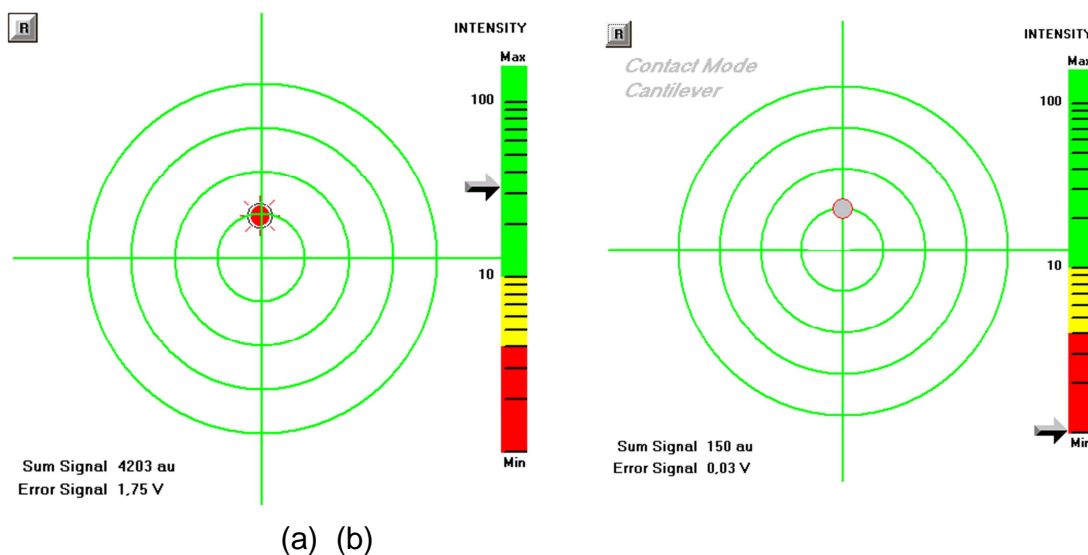 R
INTENSITY
Max
100
10
Min
Sum Signal 4203 au
Error Signal 1,75 V
R
INTENSITY
Contact Mode
Cantilever
Max
100
10
Min
Sum Signal 150 au
Error Signal 0,03 V
(a) (b)